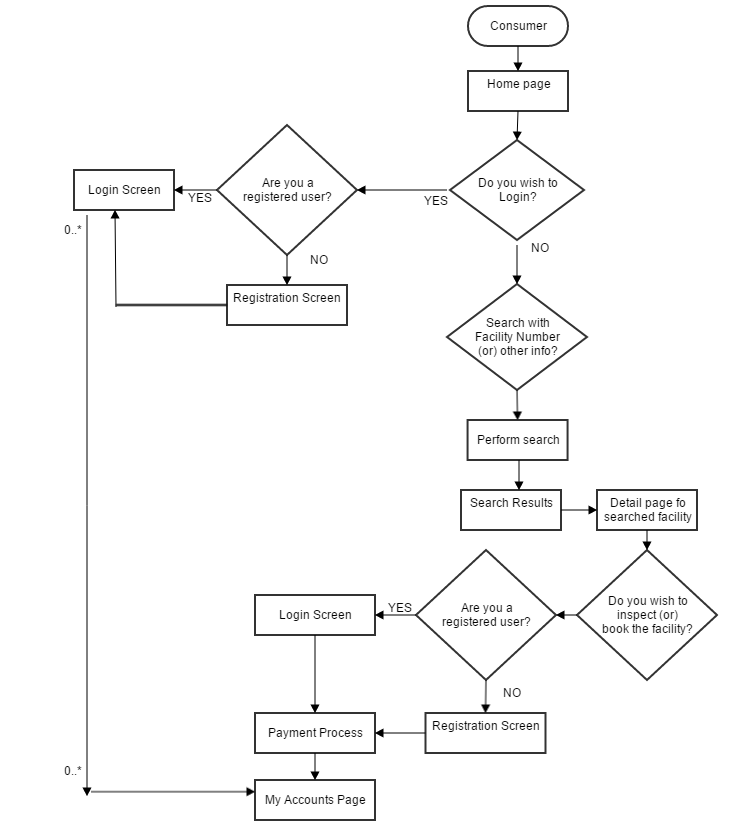 Consumer
Home page
Do you wish to
Login?
YES
NO
Are you a
registered user?
YES
NO
Login Screen
0..*
Registration Screen
Search with
Facility Number
(or) other info?
Perform search
Search Results
Detail page fo
searched facility
Do you wish to
inspect (or)
book the facility?
Are you a
registered user?
YES
NO
Login Screen
Registration Screen
Payment Process
0..*
My Accounts Page